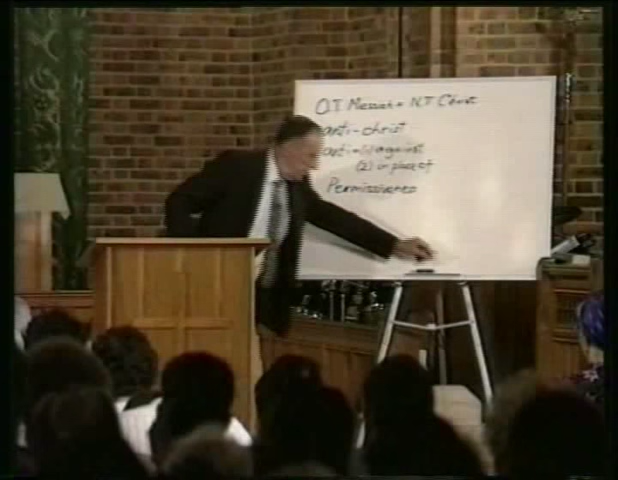 O.T. Messiah = N.T. Christ
anti-christ
anti = (1) against
(2) in place of
Permissiveness